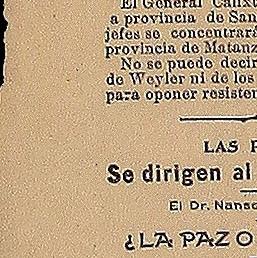 El General Calixt
a provincia de San
jefes se concentrará
provincia de Matanz
No se puede decir
de Weyler ni de los
para oponer resisten
LAS P
Se dirigen al
El Dr. Nansc
¿LA PAZ O